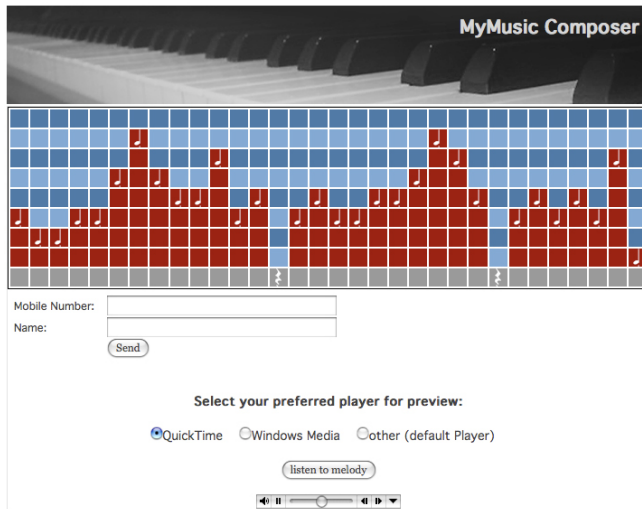 MyMusic Composer
Mobile Number:
Name:
Send
Select your preferred player for preview:
QuickTime Windows Media other (default Player)
listen to melody